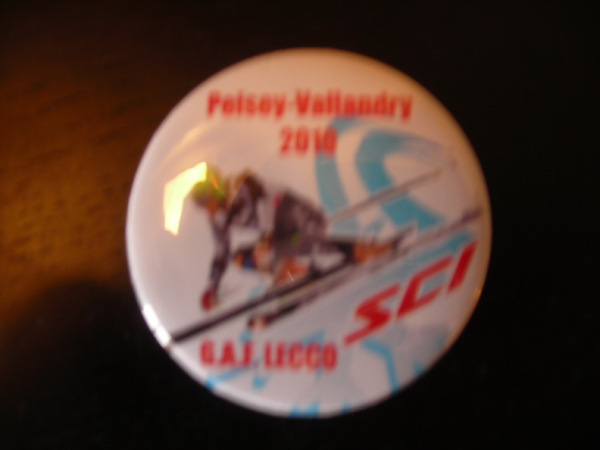 Peisey-Vallandry
2010
SCI
G.A.F. LECCO